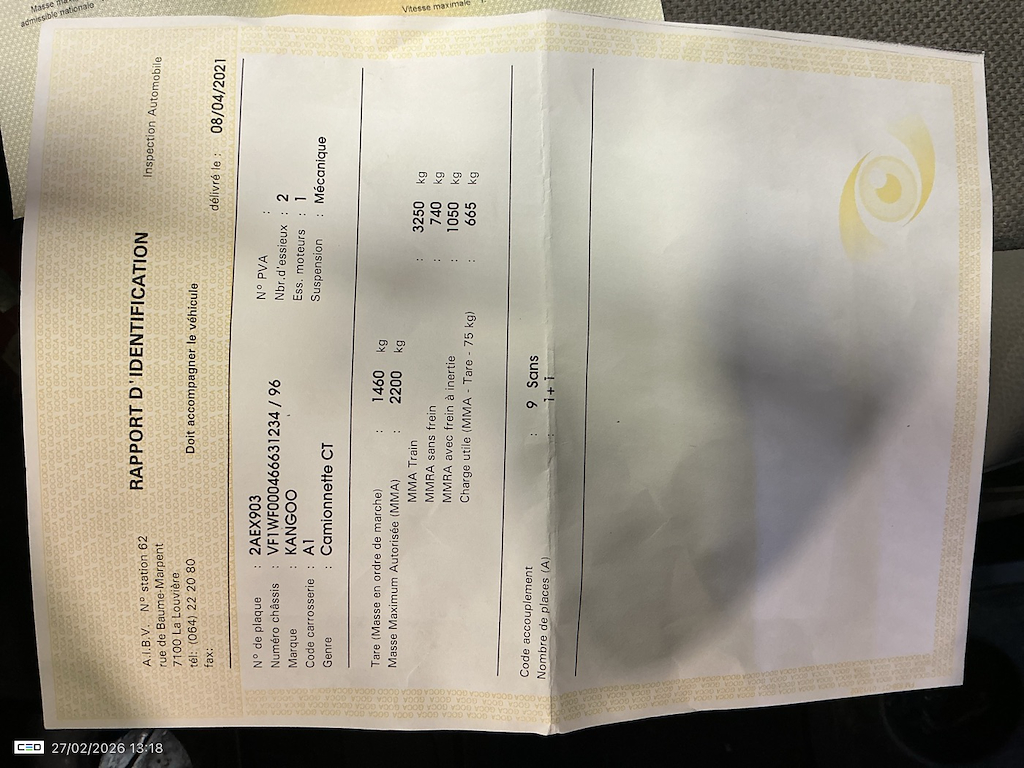 Masse
admissible nationale
Vitesse maximale
A.I.B.V. N° station 62
rue de Baume-Marpent
7100 La Louvière
tél: (064) 22 20 80
fax:
RAPPORT D'IDENTIFICATION
Inspection Automobile
Doit accompagner le véhicule
délivré le : 08/04/2021
N° de plaque : 2AEX903 N° PVA :
Numéro châssis : VF1WF000466631234 / 96 Nbr.d'essieux : 2
Marque : KANGOO Ess. moteurs : 1
Code carrosserie : A1 Suspension : Mécanique
Genre : Camionnette CT
Tare (Masse en ordre de marche) : 1460 kg
Masse Maximum Autorisée (MMA) : 2200 kg
MMA Train : 3250 kg
MMRA sans frein : 740 kg
MMRA avec frein à inertie : 1050 kg
Charge utile (MMA - Tare - 75 kg) : 665 kg
Code accouplement : 9 Sans
Nombre de places (A) : 1+ 1
CEO 27/02/2026 13:18